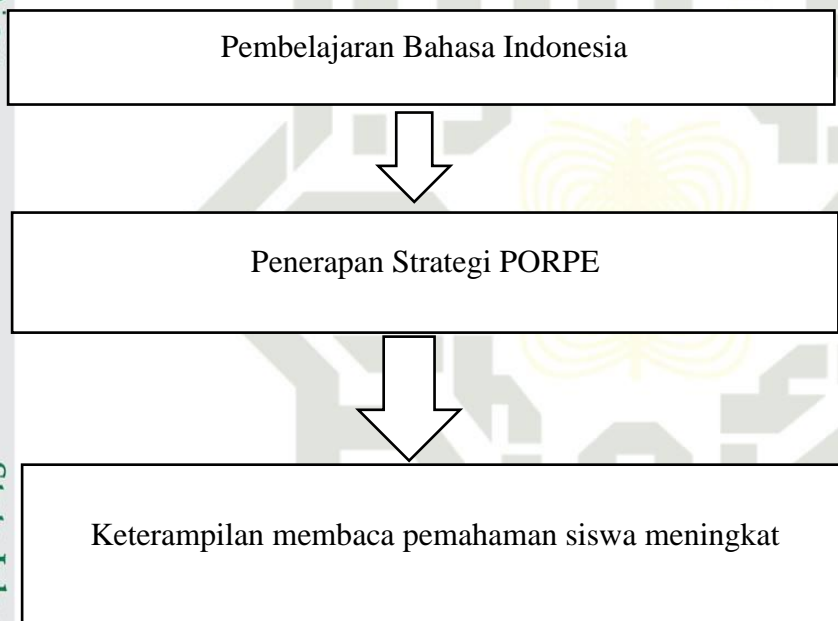 Pembelajaran Bahasa Indonesia
Penerapan Strategi PORPE
Keterampilan membaca pemahaman siswa meningkat